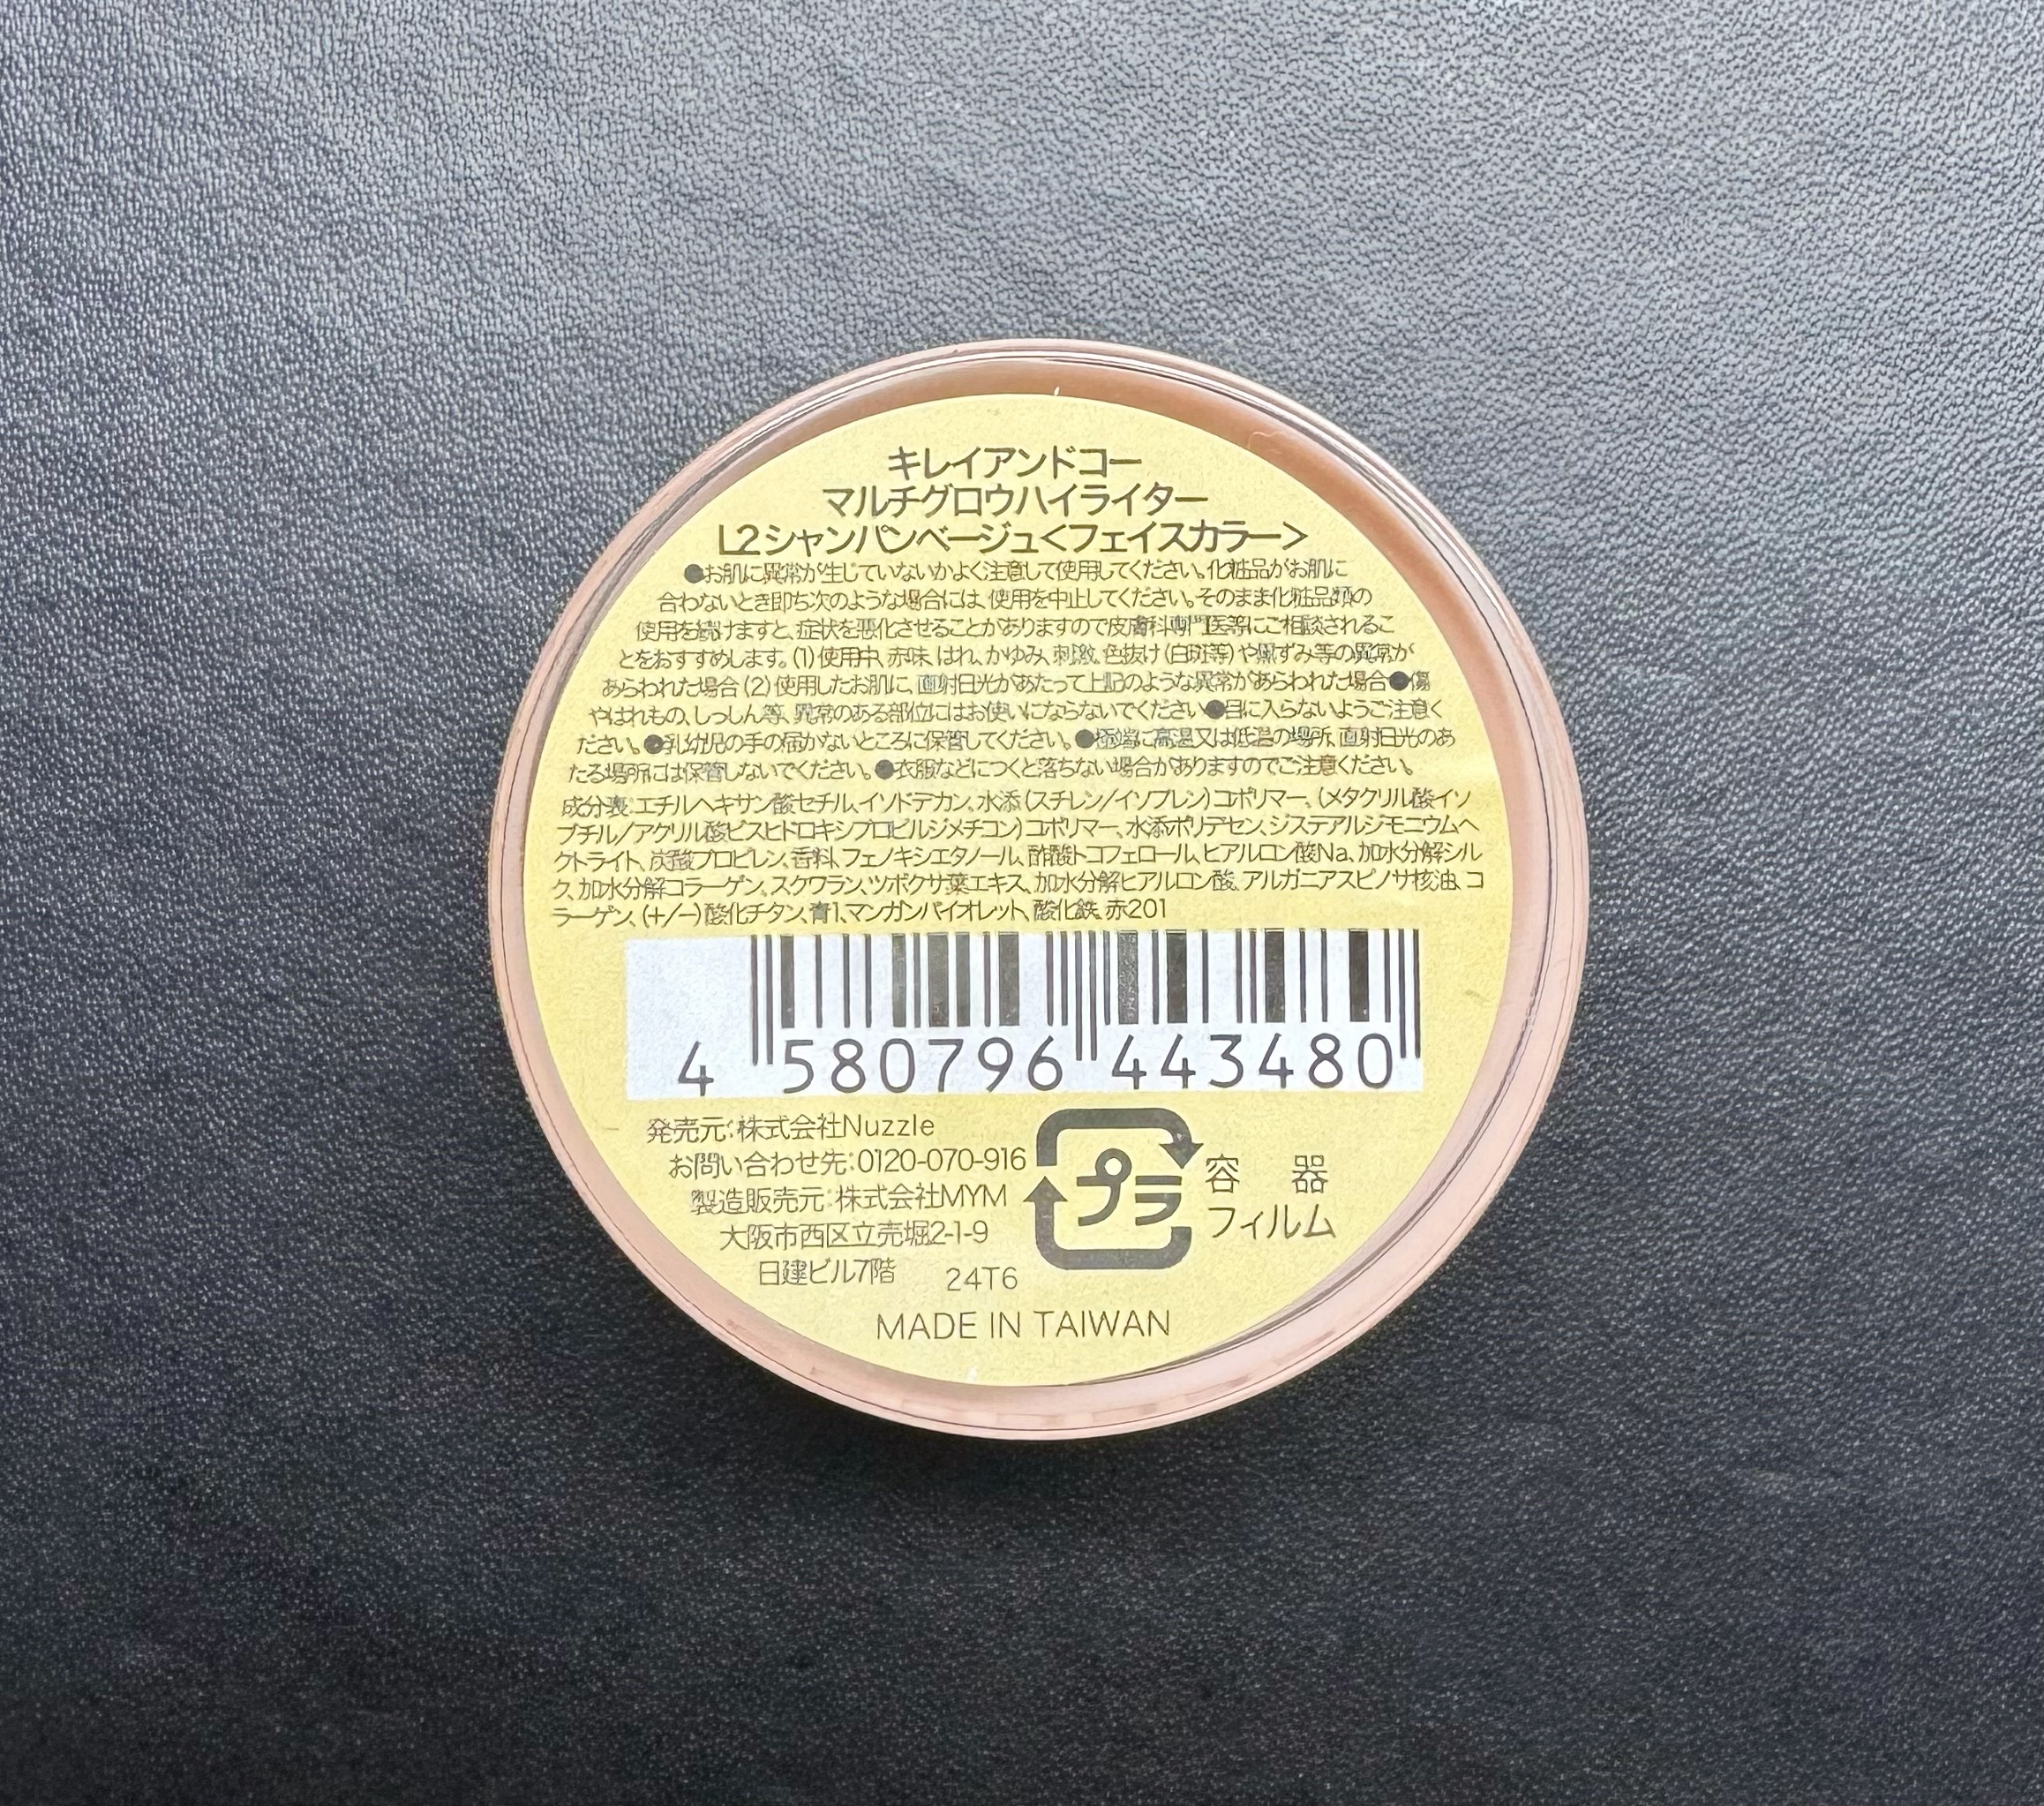 キレイアンドコー
マルチグロウハイライター
L2シャンパンベージュ<フェイスカラー>
●お肌に異常が生じていないかよく注意して使用してください。化粧品がお肌に
合わないとき即ち次のような場合には、使用を中止してください。そのまま化粧品類の
使用を続けますと、症状を悪化させることがありますので皮膚科専門医等にご相談されるこ
とをおすすめします。(1)使用中、赤味、はれ、かゆみ、刺激、色抜け(白斑等)や黒ずみ等の異常が
あらわれた場合(2)使用したお肌に、直射日光があたって上記のような異常があらわれた場合●傷
やはれもの、しっしん等、異常のある部位にはお使いにならないでください●目に入らないようご注意く
ださい。●乳幼児の手の届かないところに保管してください。●極端に高温又は低温の場所、直射日光のあ
たる場所には保管しないでください。●衣服などにつくと落ちない場合がありますのでご注意ください。
成分表:エチルヘキサン酸セチル、イソドデカン、水添(スチレン/イソプレン)コポリマー、(メタクリル酸イソ
ブチル/アクリル酸ビスヒドロキシプロピルジメチコン)コポリマー、水添ポリデセン、ジステアルジモニウムヘ
クトライト、炭酸プロピレン、香料、フェノキシエタノール、酢酸トコフェロール、ヒアルロン酸Na、加水分解シル
ク、加水分解コラーゲン、スクワラン、ツボクサ葉エキス、加水分解ヒアルロン酸、アルガニアスピノサ核油、コ
ラーゲン、(+/-)酸化チタン、青1、マンガンバイオレット、酸化鉄、赤201
4 580796 443480
発売元:株式会社Nuzzle
お問い合わせ先:0120-070-916
製造販売元:株式会社MYM
大阪市西区立売堀2-1-9
日建ビル7階 24T6
プラ
容 器
フィルム
MADE IN TAIWAN